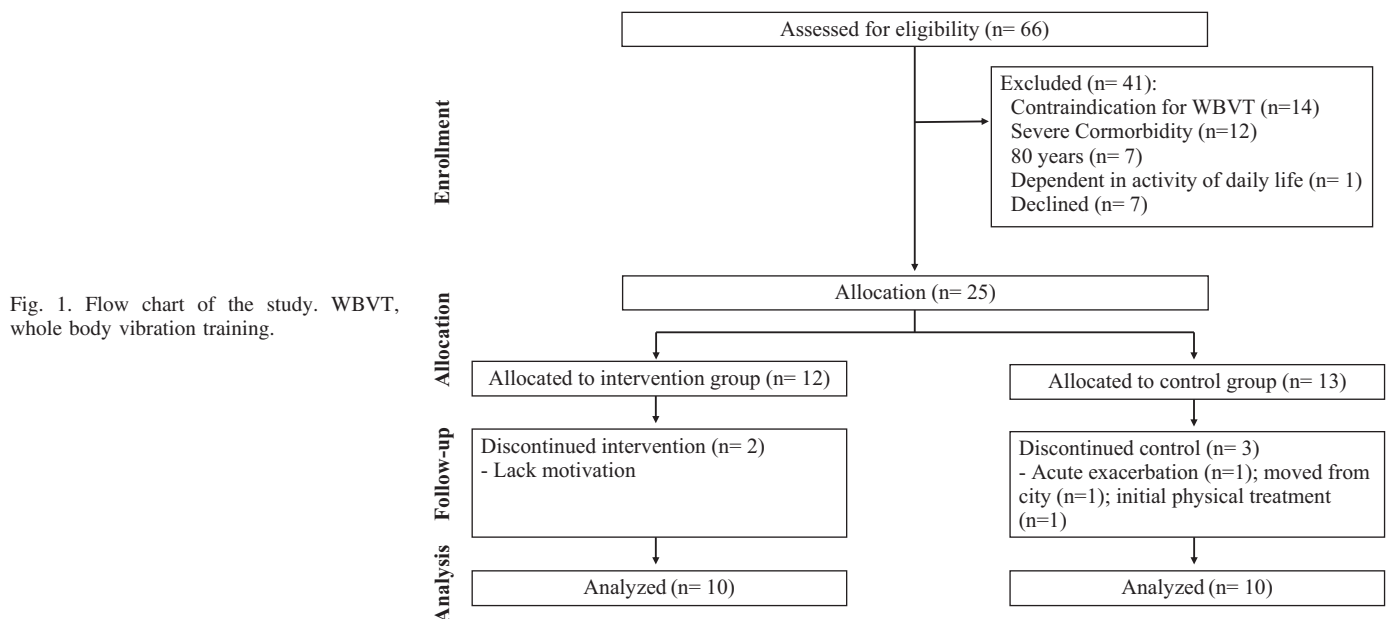 Assessed for eligibility (n= 66)
Enrollment
Excluded (n= 41):
Contraindication for WBVT (n=14)
Severe Cormorbidity (n=12)
80 years (n= 7)
Dependent in activity of daily life (n= 1)
Declined (n= 7)
Fig. 1. Flow chart of the study. WBVT,
whole body vibration training.
Allocation (n= 25)
Allocation
Allocated to intervention group (n= 12)
Allocated to control group (n= 13)
Follow-up
Discontinued intervention (n= 2)
- Lack motivation
Discontinued control (n= 3)
- Acute exacerbation (n=1); moved from
city (n=1); initial physical treatment
(n=1)
Analysis
Analyzed (n= 10)
Analyzed (n= 10)